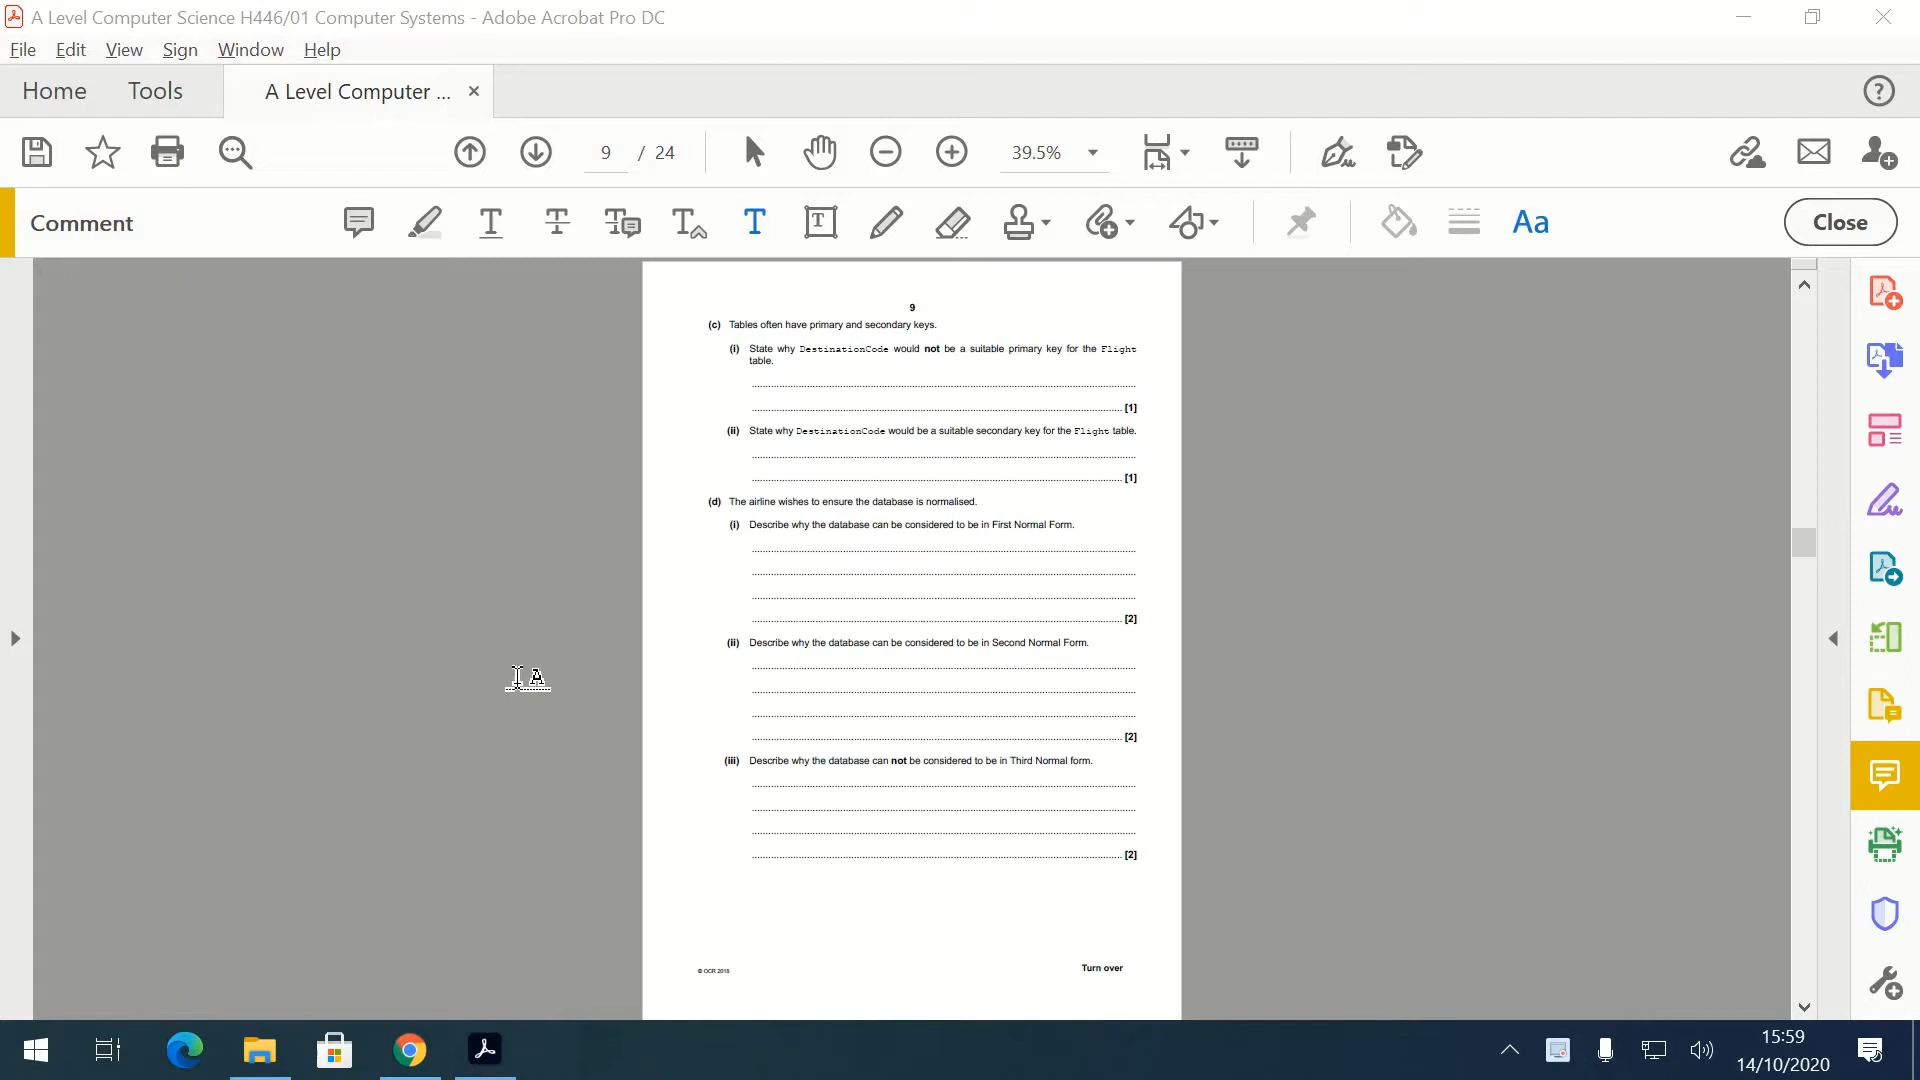 A Level Computer Science H446/01 Computer Systems - Adobe Acrobat Pro DC
File Edit View Sign Window Help
Home Tools A Level Computer ... ×
9 / 24 39.5%
Comment Aa Close
9
(c) Tables often have primary and secondary keys.
(i) State why DestinationCode would not be a suitable primary key for the Flight
table.
[1]
(ii) State why DestinationCode would be a suitable secondary key for the Flight table.
[1]
(d) The airline wishes to ensure the database is normalised.
(i) Describe why the database can be considered to be in First Normal Form.
[2]
(ii) Describe why the database can be considered to be in Second Normal Form.
[2]
(iii) Describe why the database can not be considered to be in Third Normal form.
[2]
© OCR 2018 Turn over
15:59
14/10/2020